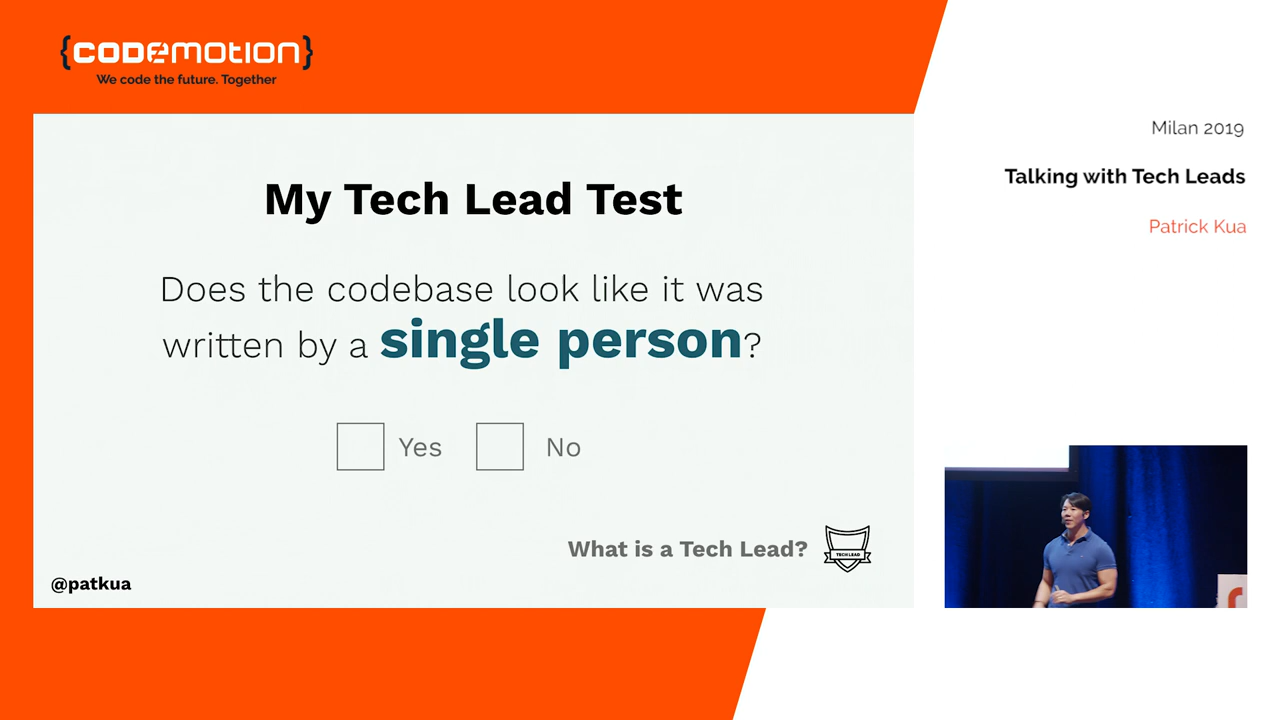 {CODEMOTION}
We code the future. Together
Milan 2019
Talking with Tech Leads
Patrick Kua
My Tech Lead Test
Does the codebase look like it was
written by a single person?
Yes No
What is a Tech Lead?
TECH LEAD
@patkua